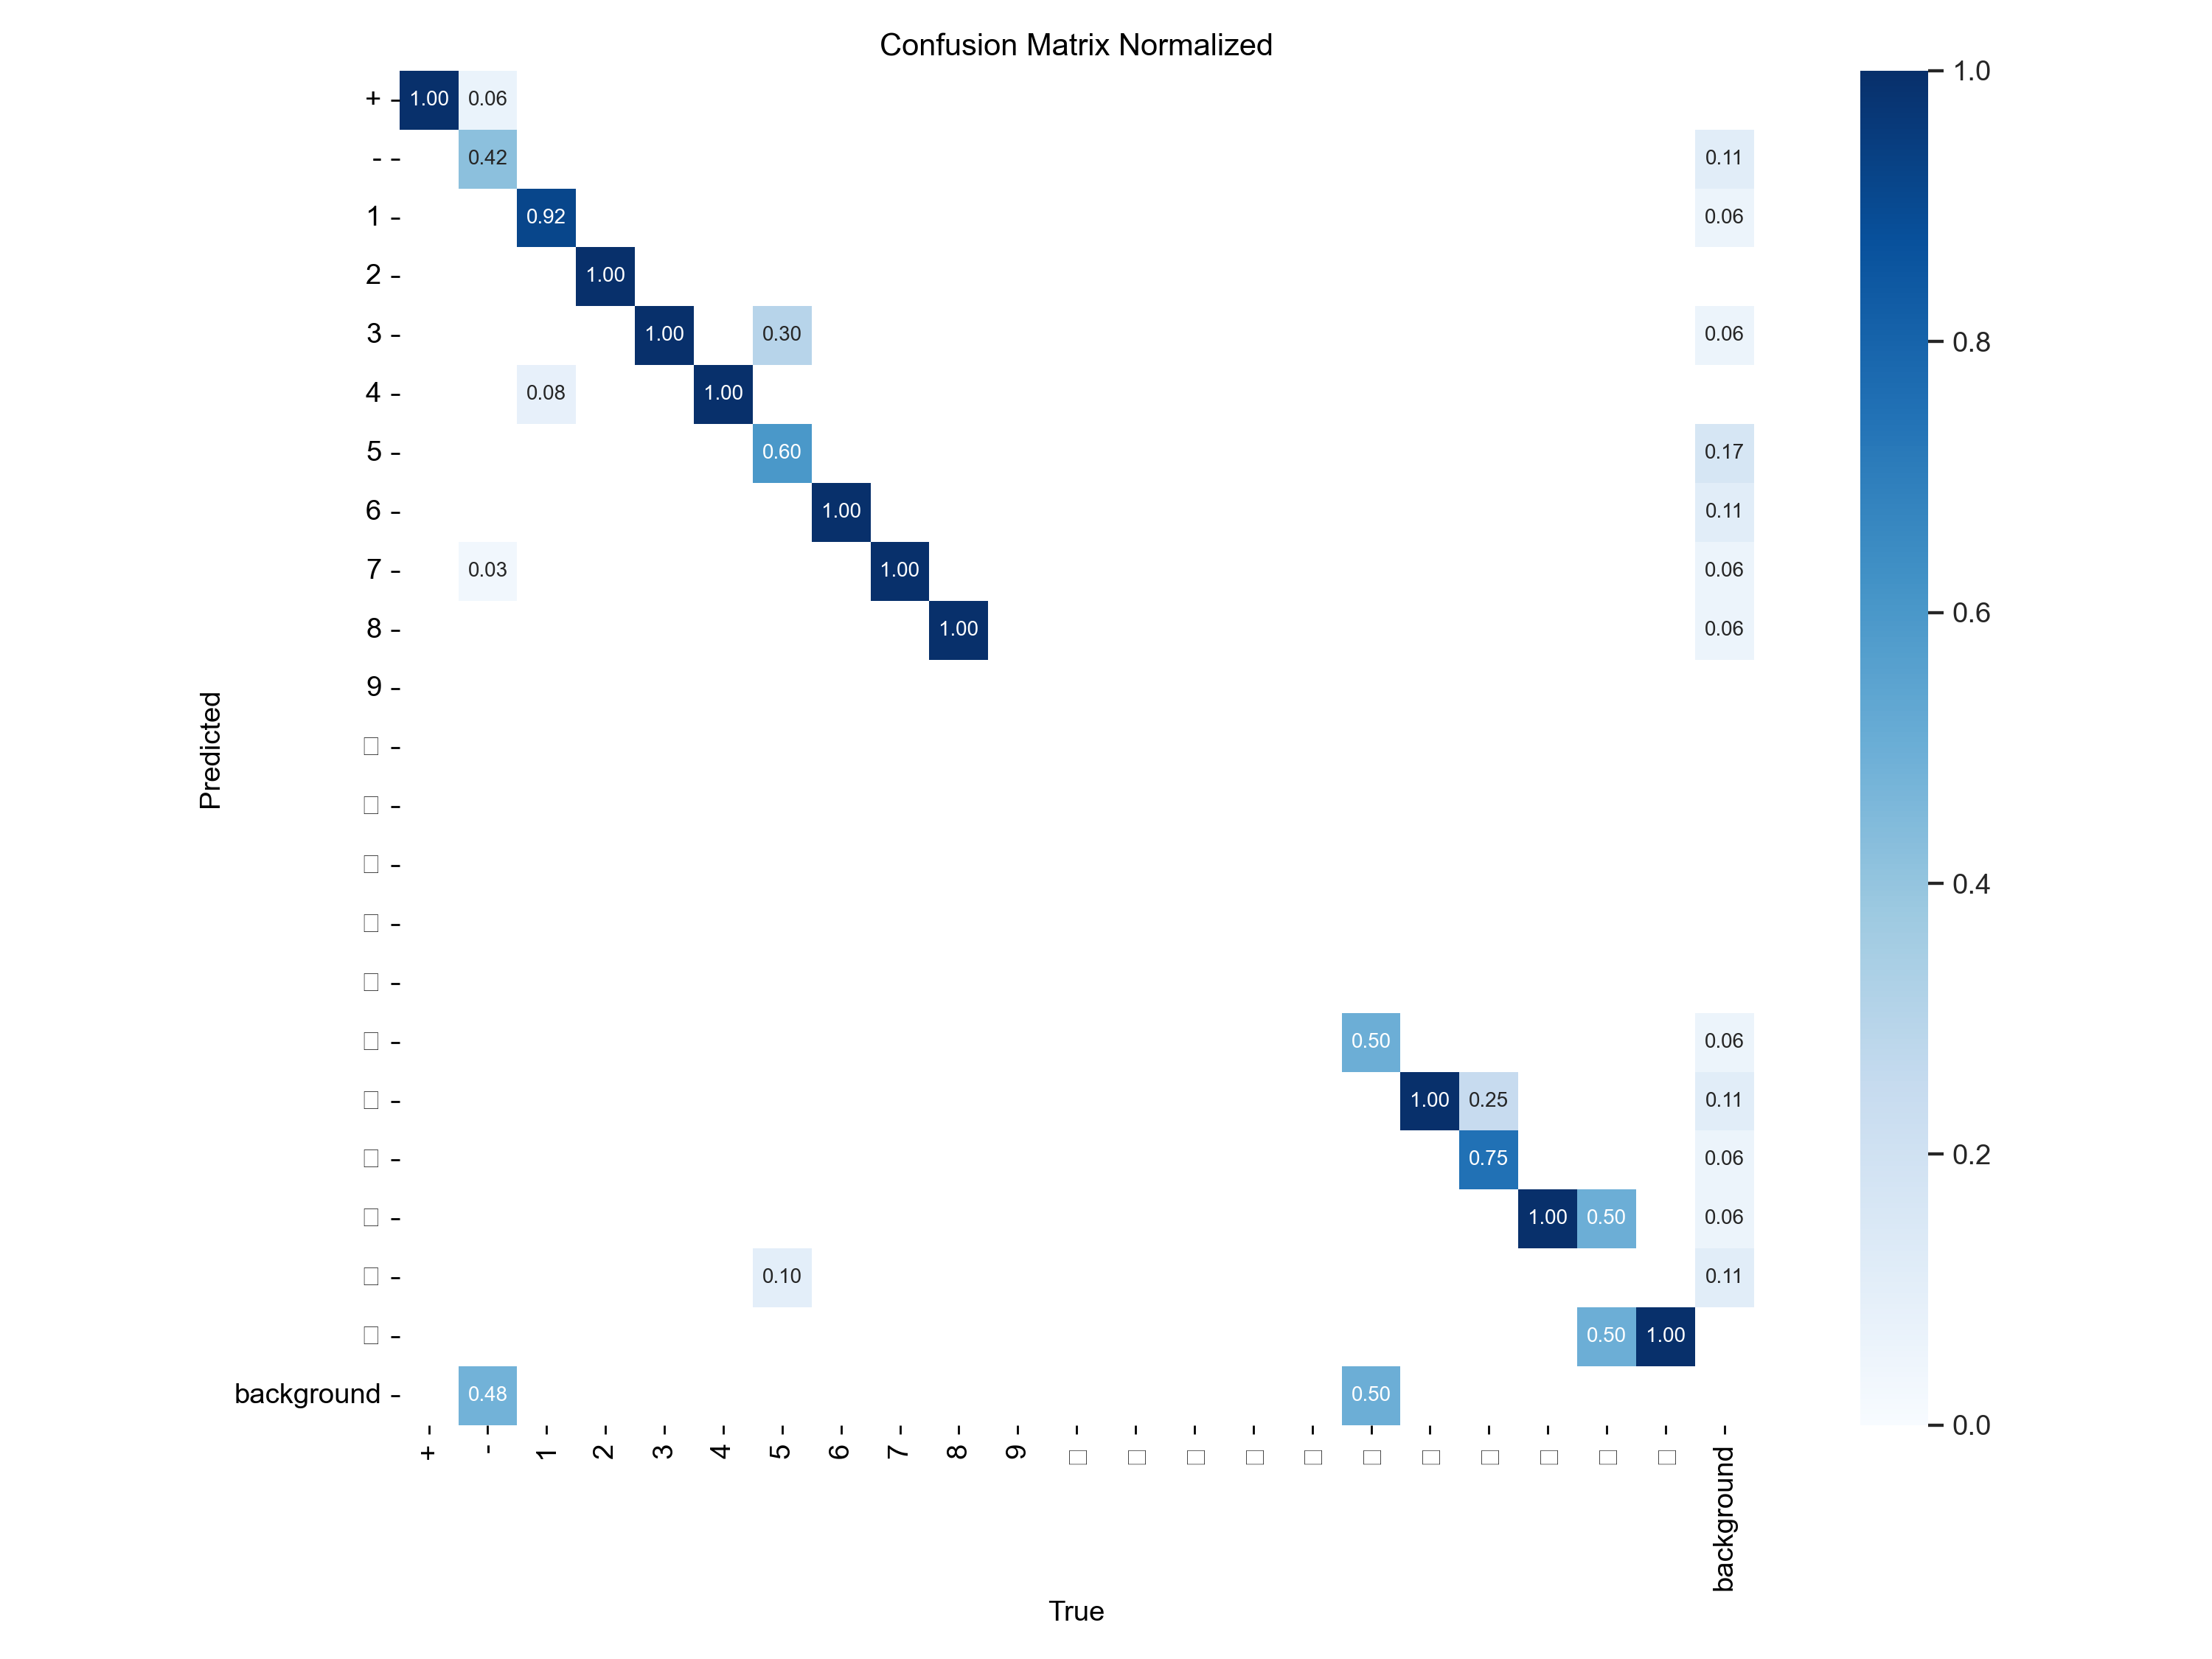 Confusion Matrix Normalized
+ 1.00 0.06 1.0
- 0.42 0.11
1 0.92 0.06
2 1.00
3 1.00 0.30 0.06 0.8
4 0.08 1.00
5 0.60 0.17
6 1.00 0.11
7 0.03 1.00 0.06
8 1.00 0.06 0.6
9
Predicted
□
□
□ 0.4
□
□
□ 0.50 0.06
□ 1.00 0.25 0.11
□ 0.75 0.06 0.2
□ 1.00 0.50 0.06
□ 0.10 0.11
□ 0.50 1.00
background 0.48 0.50 0.0
+ - 1 2 3 4 5 6 7 8 9 □ □ □ □ □ □ □ □ □ □ □ background
True